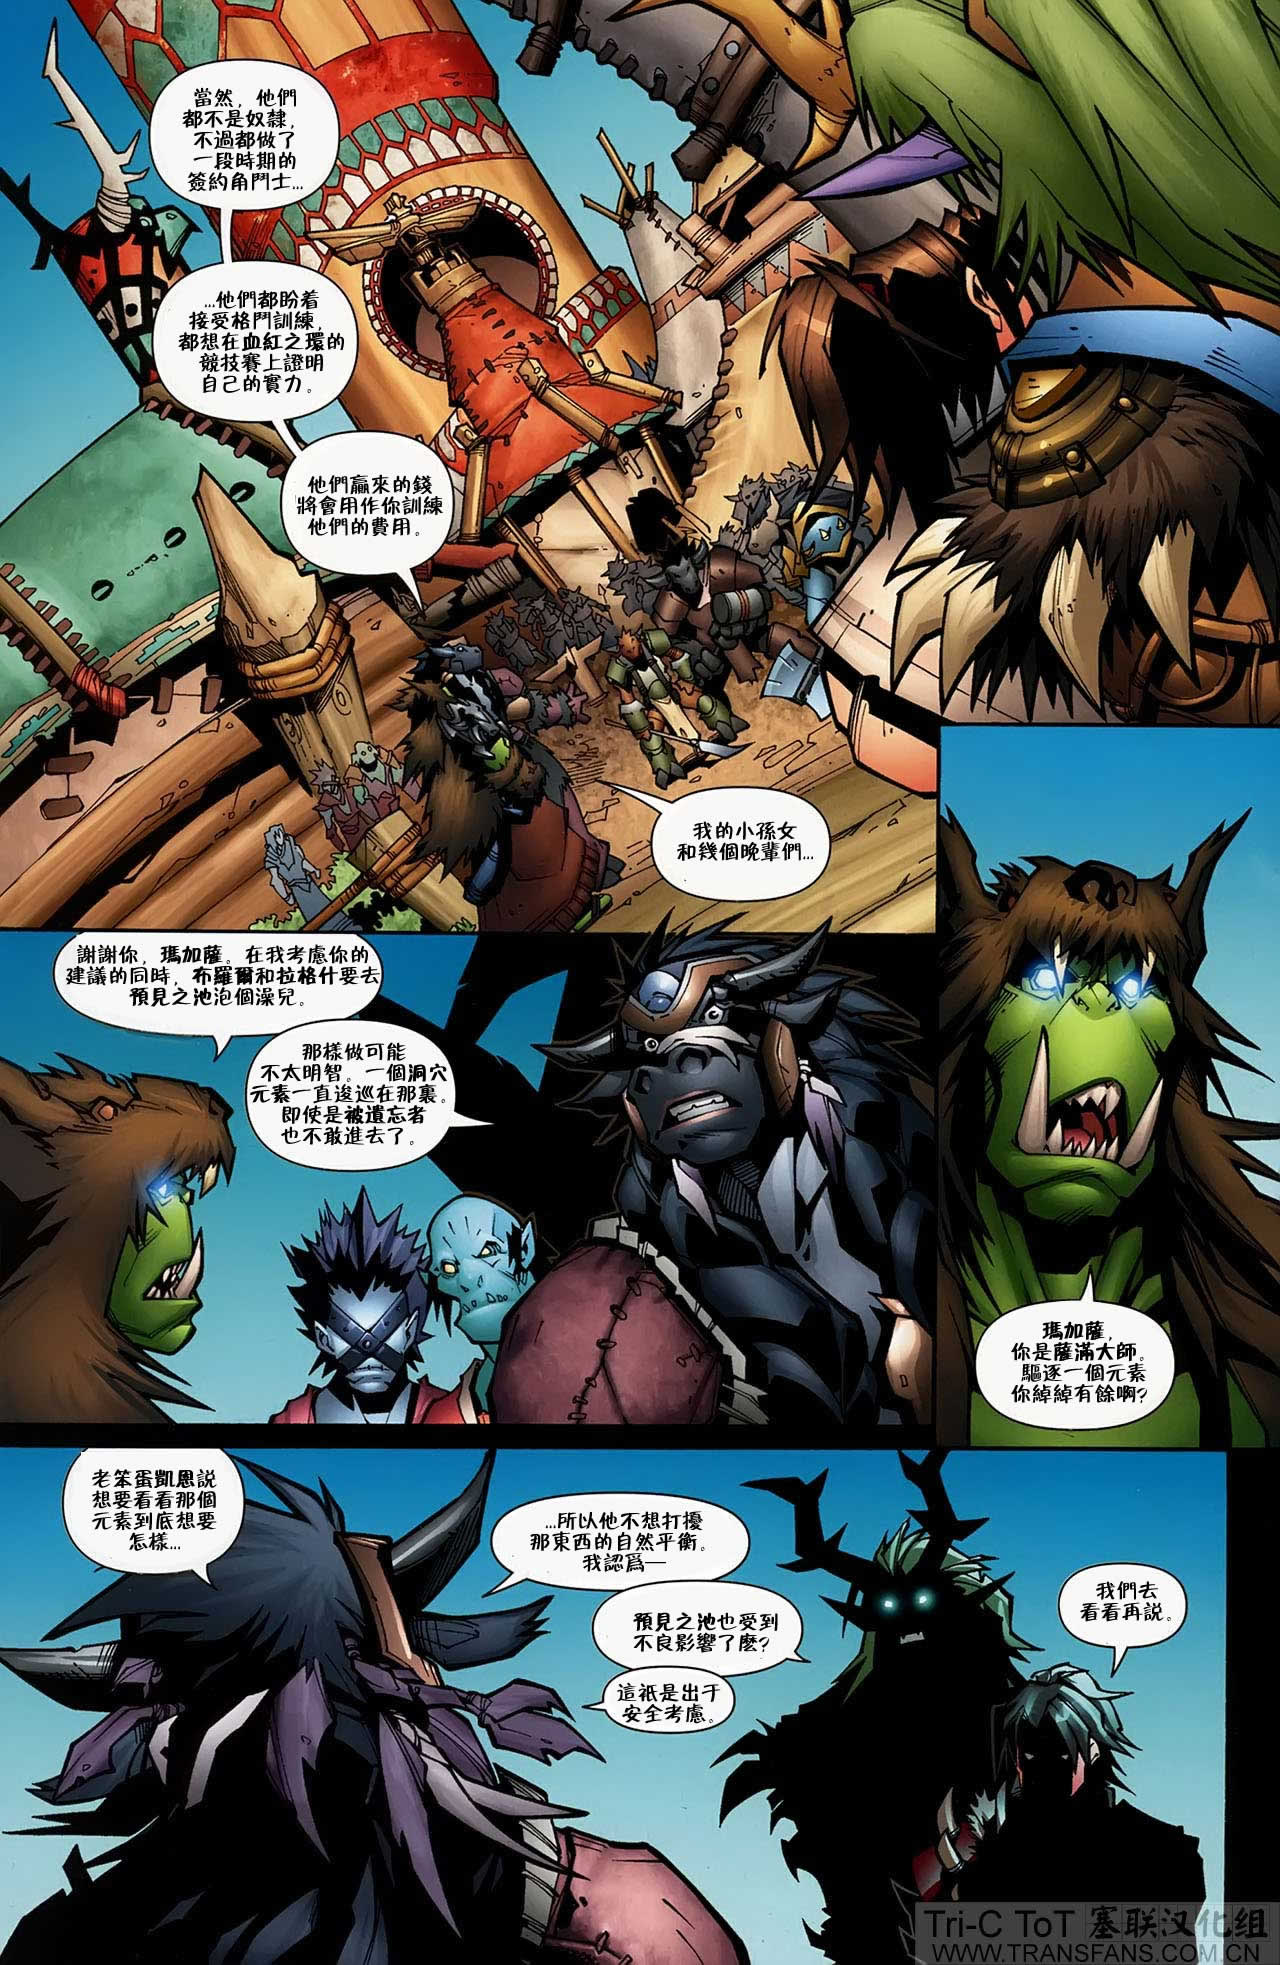 當然，他們
都不是奴隸，
不過都做了
一段時期的
簽約角鬥士...
...他們都盼着
接受格鬥訓練，
都想在血紅之環的
競技賽上證明
自己的實力。
他們贏來的錢
將會用作你訓練
他們的費用。
我的小孫女
和幾個晚輩們...
謝謝你，瑪加薩。在我考慮你的
建議的同時，布羅爾和拉格什要去
預見之池泡個澡兒。
那樣做可能
不太明智。一個洞穴
元素一直逡巡在那裏。
即使是被遺忘者
也不敢進去了。
瑪加薩，
你是薩滿大師。
驅逐一個元素
你綽綽有餘啊?
老笨蛋凱恩説
想要看看那個
元素到底想要
怎樣...
...所以他不想打擾
那東西的自然平衡。
我認爲—
預見之池也受到
不良影響了麽?
這祇是出于
安全考慮。
我們去
看看再説。
Tri-C ToT 塞联汉化组
WWW.TRANSFANS.COM.CN